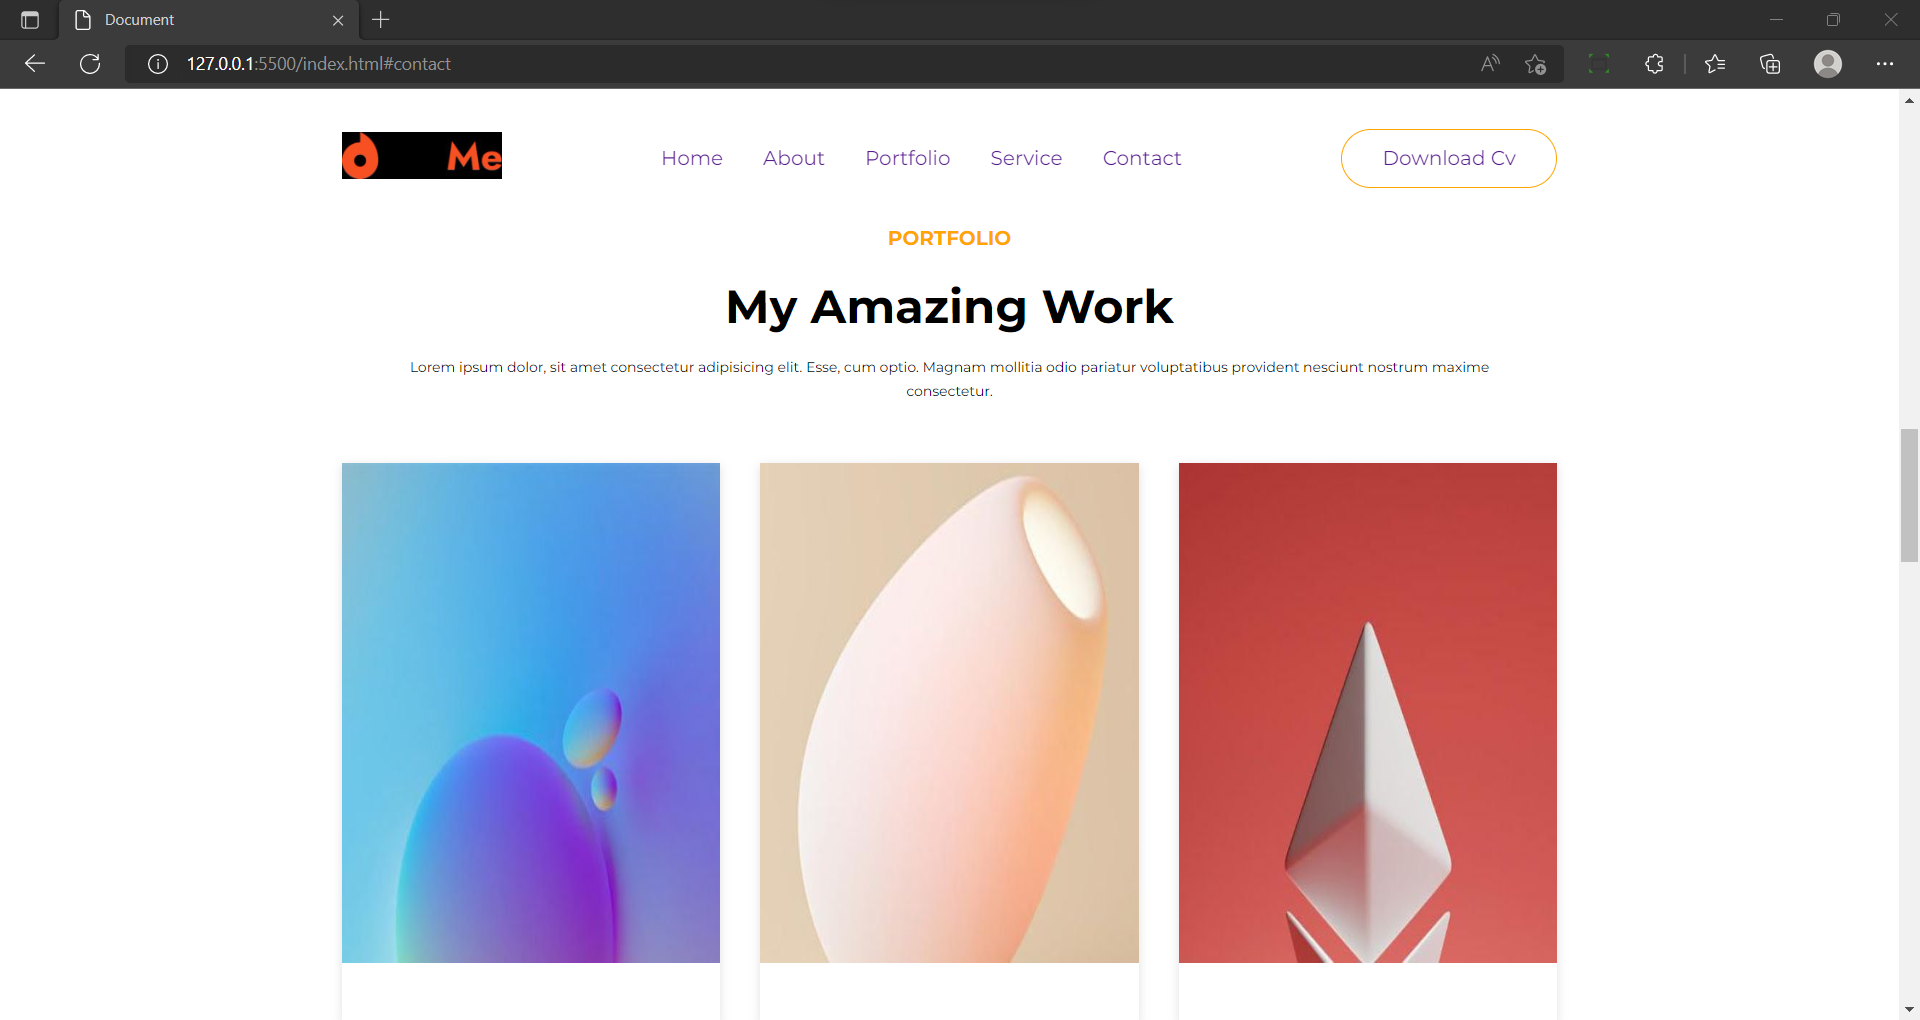 Document
127.0.0.1:5500/index.html#contact
Me
Home About Portfolio Service Contact
Download Cv
PORTFOLIO
My Amazing Work
Lorem ipsum dolor, sit amet consectetur adipisicing elit. Esse, cum optio. Magnam mollitia odio pariatur voluptatibus provident nesciunt nostrum maxime
consectetur.